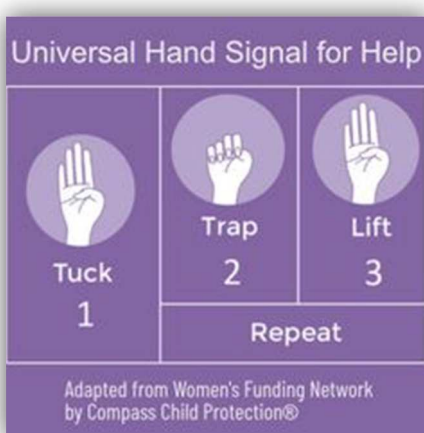 Universal Hand Signal for Help
Tuck
1
Trap
2
Lift
3
Repeat
Adapted from Women's Funding Network
by Compass Child Protection®